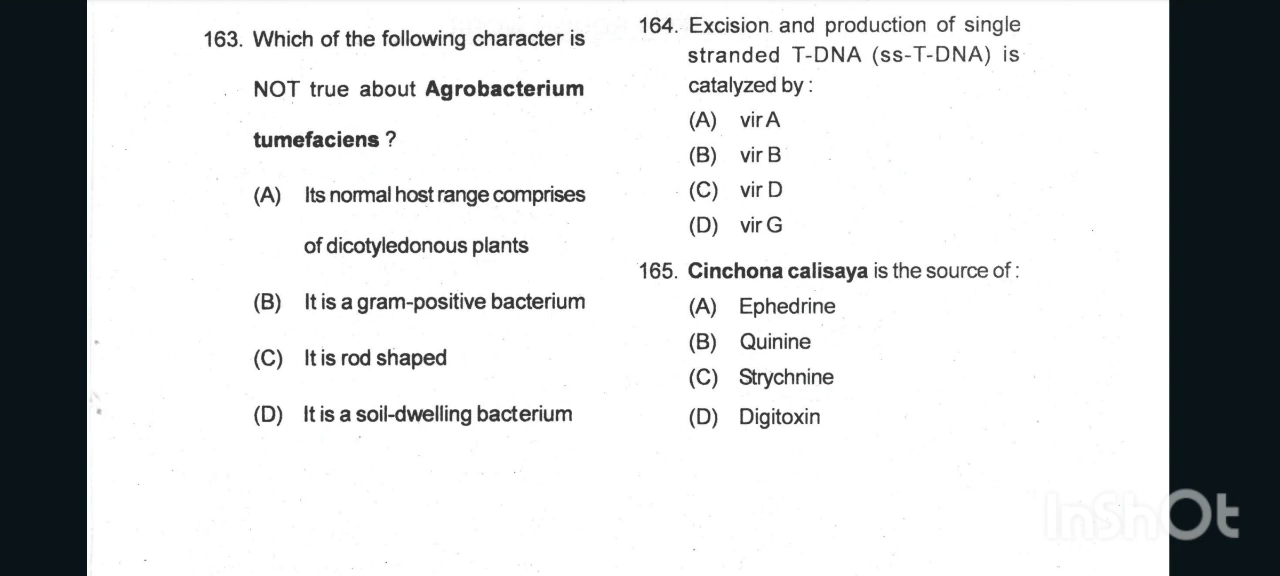 163. Which of the following character is
NOT true about Agrobacterium
tumefaciens ?
(A) Its normal host range comprises
of dicotyledonous plants
(B) It is a gram-positive bacterium
(C) It is rod shaped
(D) It is a soil-dwelling bacterium
164. Excision and production of single
stranded T-DNA (ss-T-DNA) is
catalyzed by :
(A) vir A
(B) vir B
(C) vir D
(D) vir G
165. Cinchona calisaya is the source of :
(A) Ephedrine
(B) Quinine
(C) Strychnine
(D) Digitoxin
InShOt